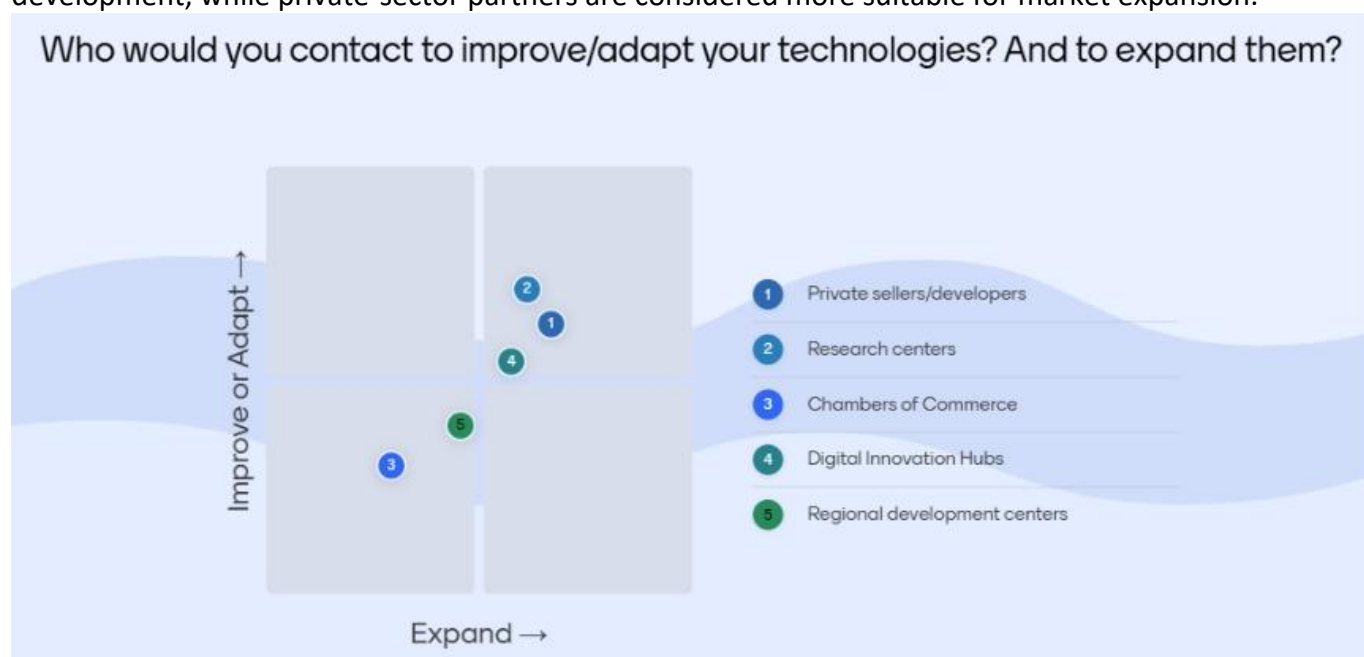 development, while private-sector partners are considered more suitable for market expansion.
Who would you contact to improve/adapt your technologies? And to expand them?
Improve or Adapt →
2
1
4
5
3
Expand →
1 Private sellers/developers
2 Research centers
3 Chambers of Commerce
4 Digital Innovation Hubs
5 Regional development centers